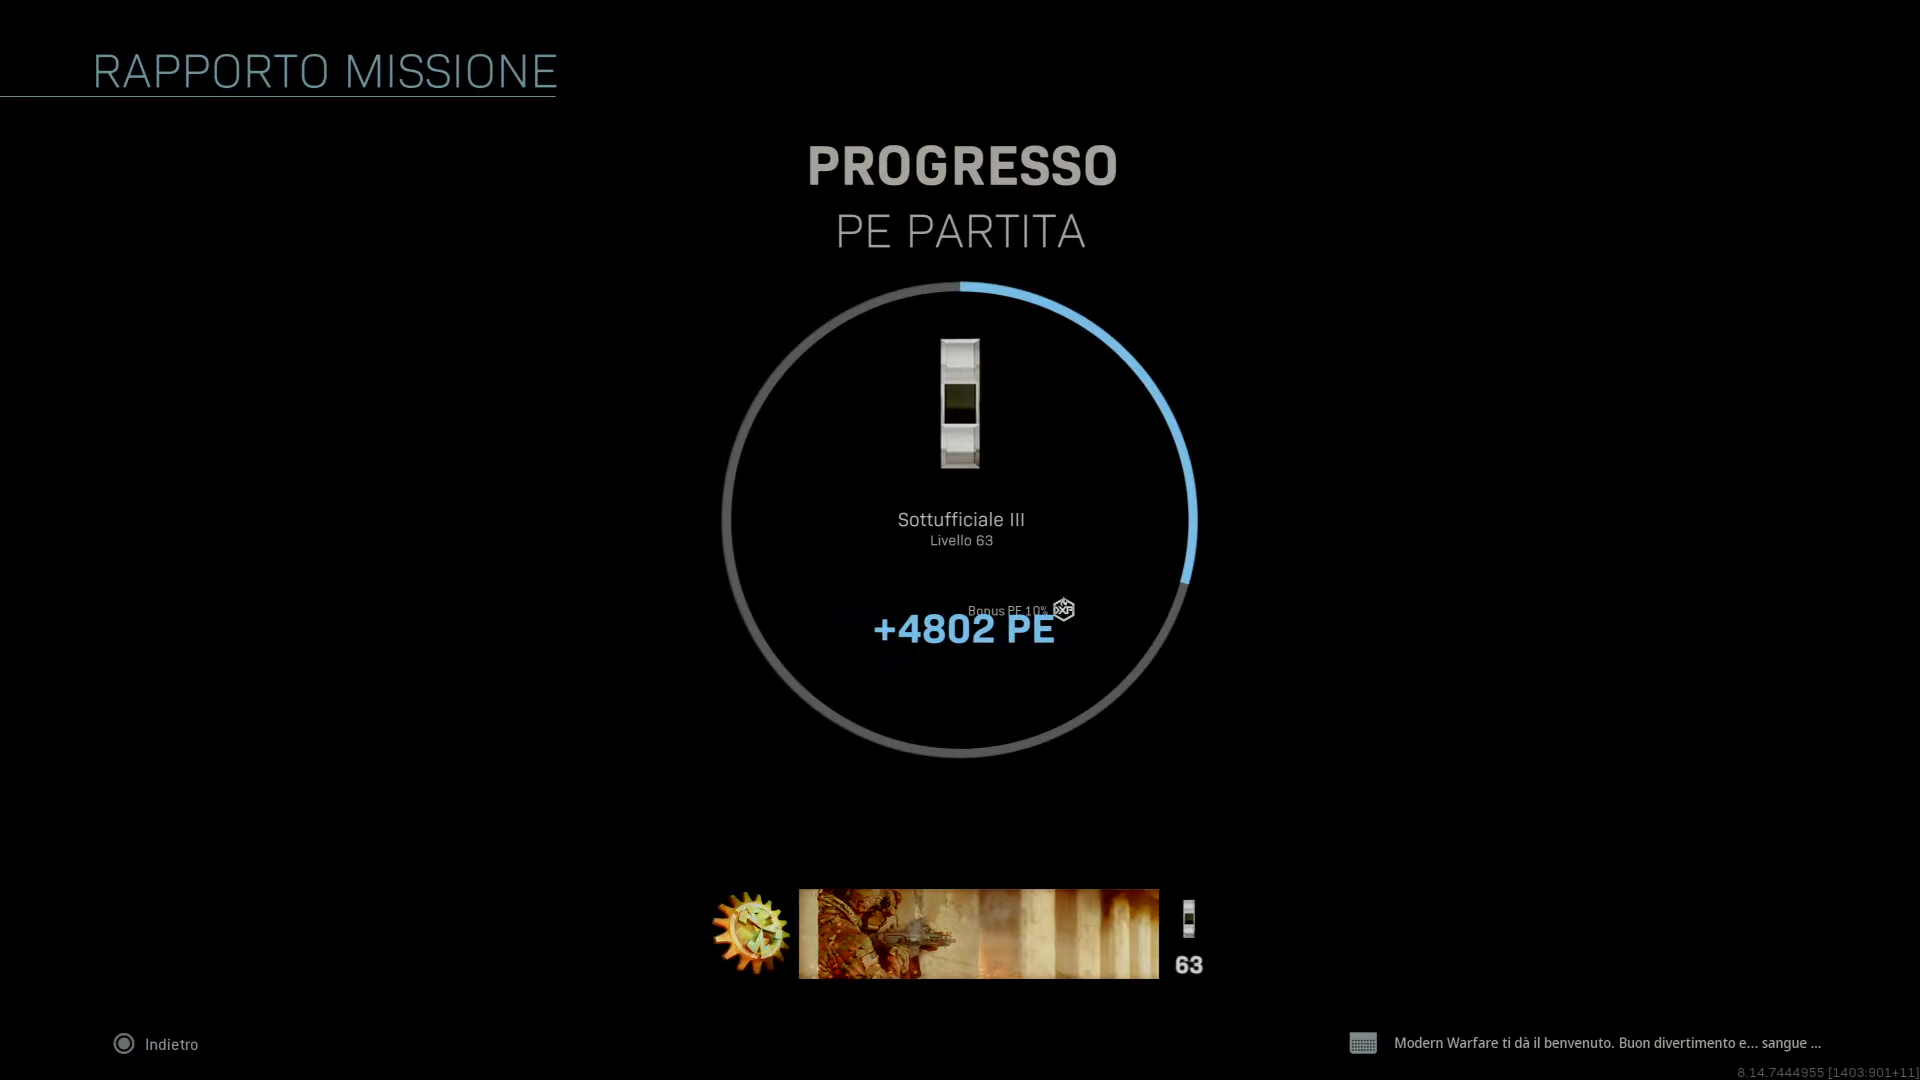 RAPPORTO MISSIONE
PROGRESSO
PE PARTITA
Sottufficiale III
Livello 63
Bonus PE 10%
+4802 PE
63
Indietro
Modern Warfare ti dà il benvenuto. Buon divertimento e... sangue ...
8.14.7444955 [1403:901+11]